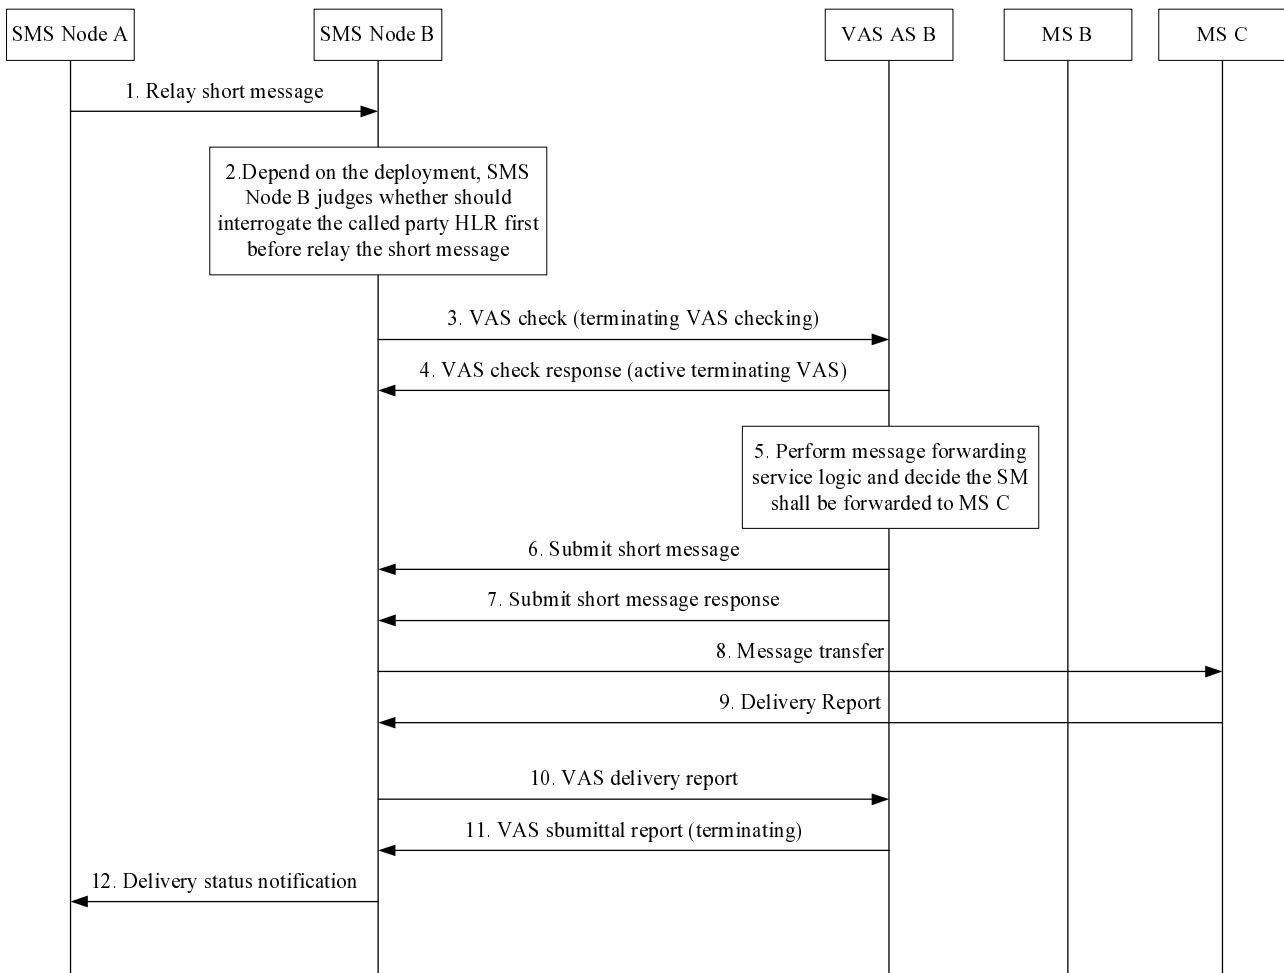 SMS Node A
SMS Node B
VAS AS B
MS B
MS C
1. Relay short message
2.Depend on the deployment, SMS
Node B judges whether should
interrogate the called party HLR first
before relay the short message
3. VAS check (terminating VAS checking)
4. VAS check response (active terminating VAS)
5. Perform message forwarding
service logic and decide the SM
shall be forwarded to MS C
6. Submit short message
7. Submit short message response
8. Message transfer
9. Delivery Report
10. VAS delivery report
11. VAS sbumittal report (terminating)
12. Delivery status notification